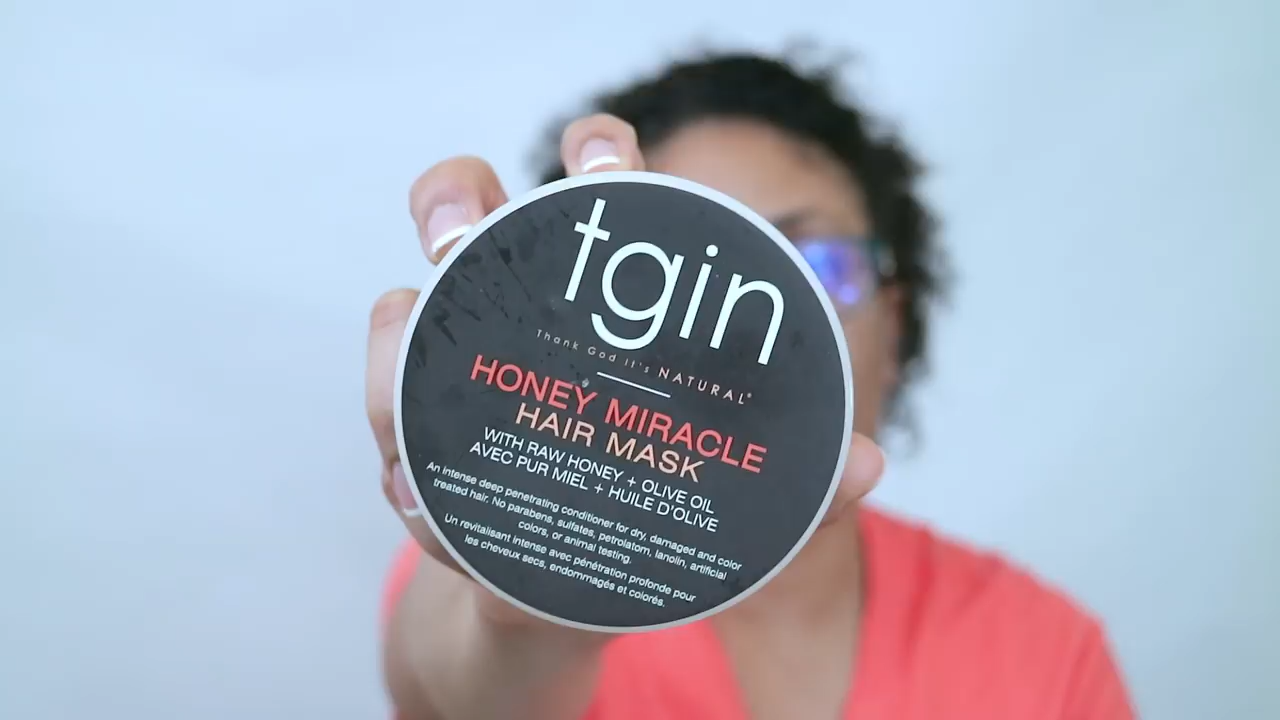 tgin
Thank God It's NATURAL®
HONEY MIRACLE
HAIR MASK
WITH RAW HONEY + OLIVE OIL
AVEC PUR MIEL + HUILE D'OLIVE
An intense deep penetrating conditioner for dry, damaged and color
treated hair. No parabens, sulfates, petrolatom, lanolin, artificial
colors, or animal testing.
Un revitalisant intense avec pénétration profonde pour
les cheveux secs, endommagés et colorés.